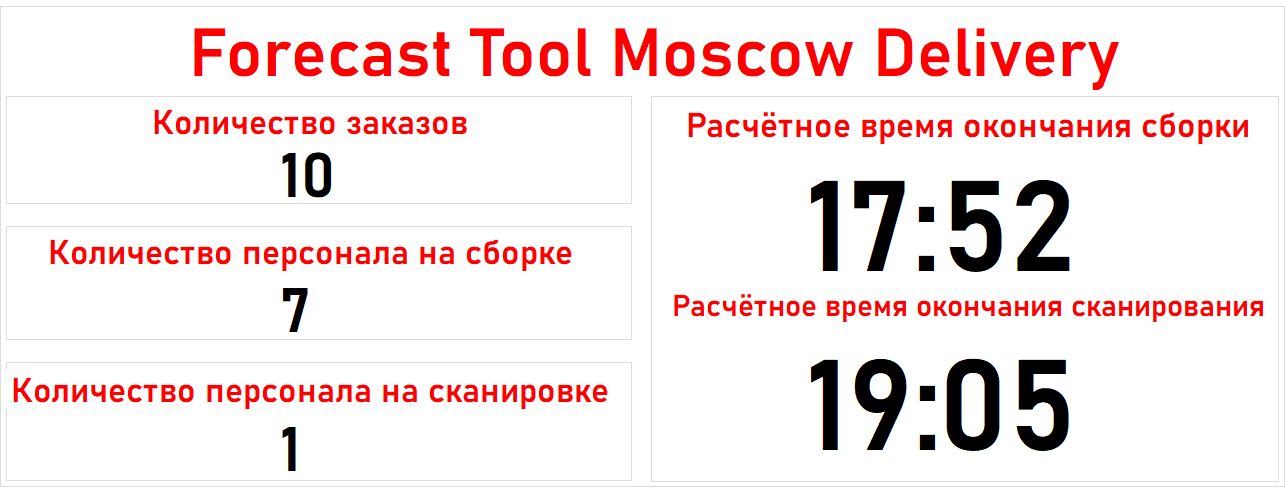 Forecast Tool Moscow Delivery
Количество заказов
10
Количество персонала на сборке
7
Количество персонала на сканировке
1
Расчётное время окончания сборки
17:52
Расчётное время окончания сканирования
19:05